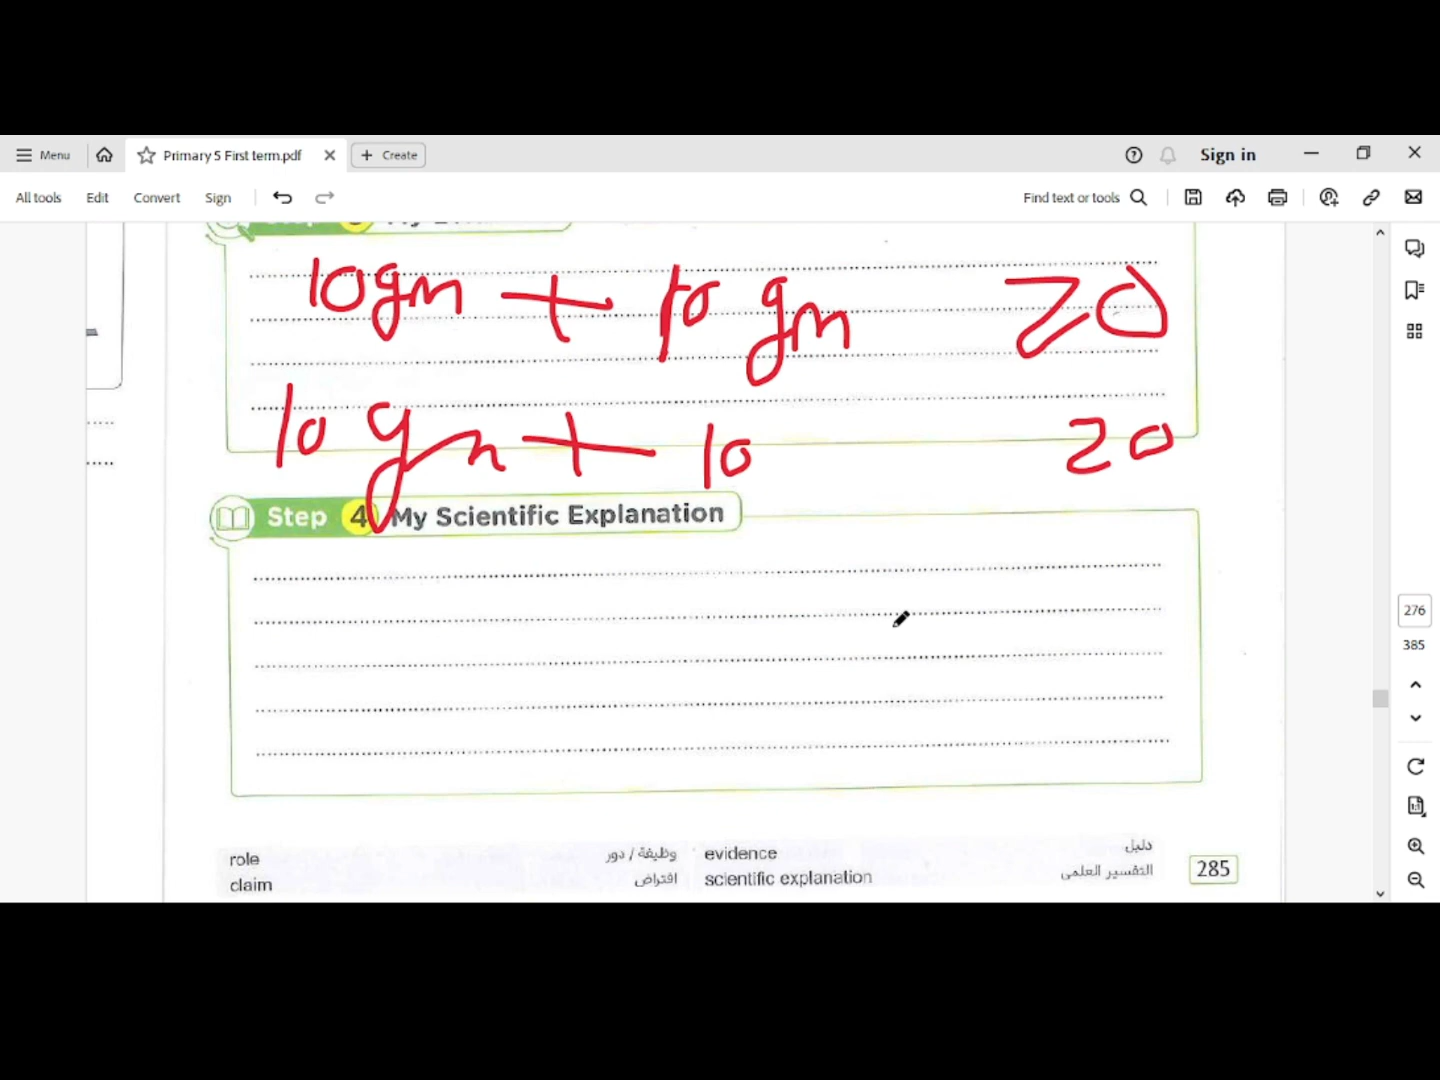 Menu
Primary 5 First term.pdf
Create
Sign in
All tools
Edit
Convert
Sign
Find text or tools
10gm + 10 gm 20
10 gm + 10 20
Step 4 My Scientific Explanation
276
385
role وظيفة / دور evidence دليل
claim افتراض scientific explanation التفسير العلمى
285